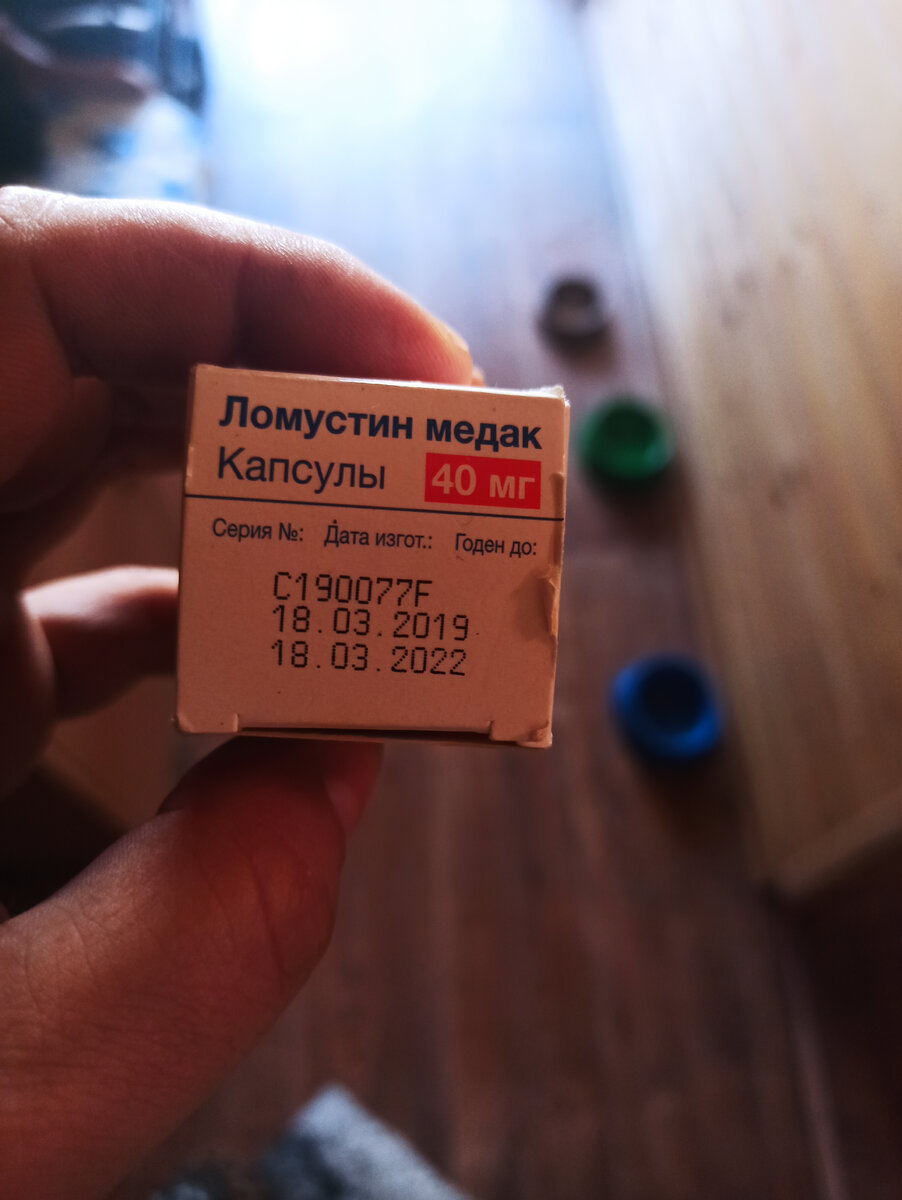 Ломустин медак
Капсулы 40 мг
Серия №: Дата изгот.: Годен до:
C190077F
18.03.2019
18.03.2022